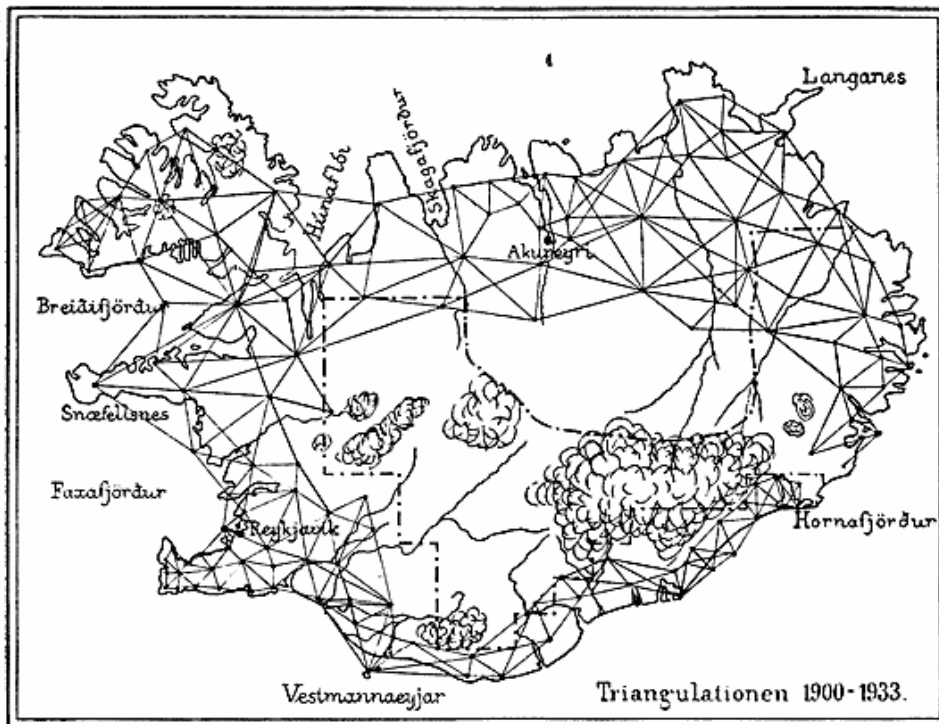 Langanes
Húnaflói
Skagafjörður
Akureyri
Breiðifjörður
Snæfellsnes
Faxafjörður
Reykjavík
Hornafjörður
Vestmannaeyjar
Triangulationen 1900-1933.